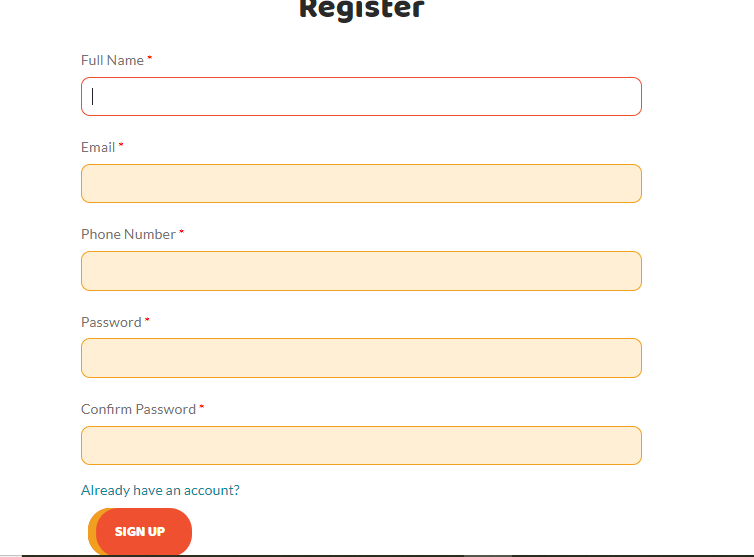 Register
Full Name *
Email *
Phone Number *
Password *
Confirm Password *
Already have an account?
SIGN UP